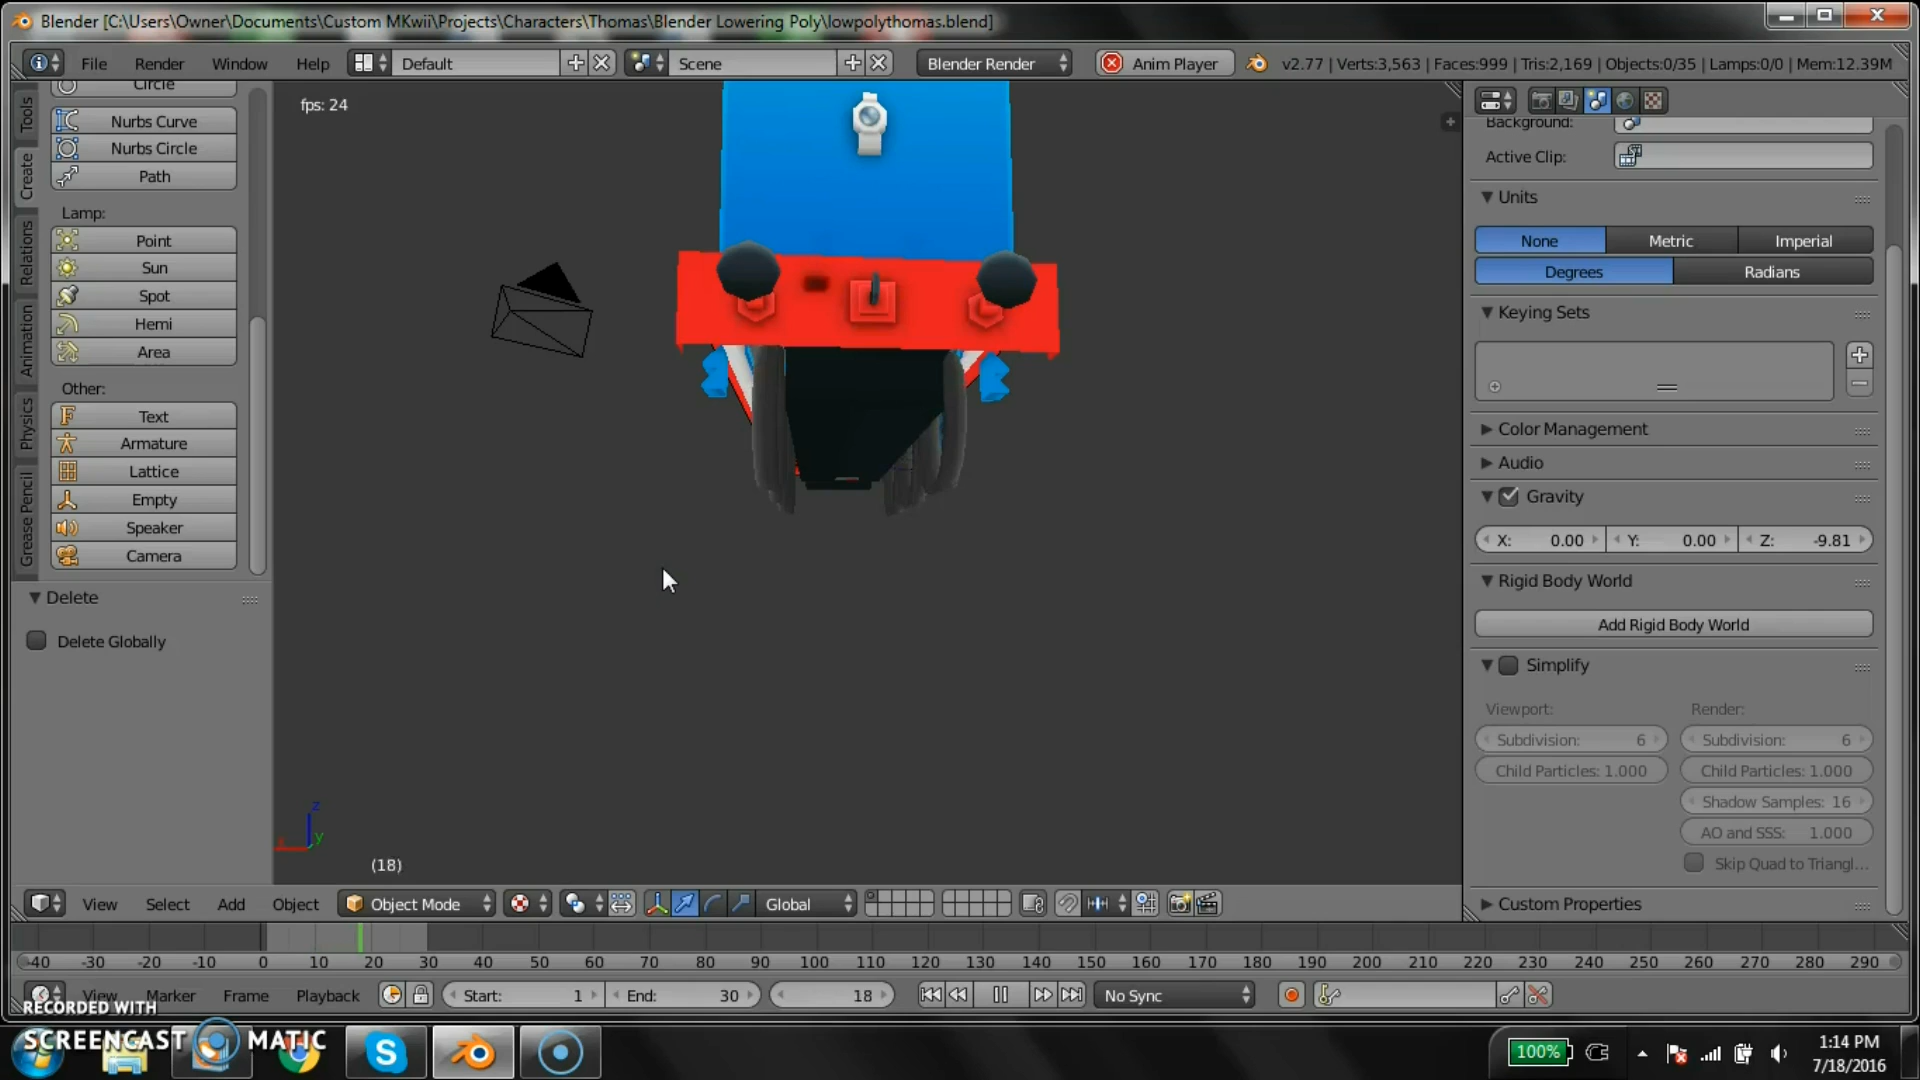 Blender [C:\Users\Owner\Documents\Custom MKwii\Projects\Characters\Thomas\Blender Lowering Poly\lowpolythomas.blend]
File Render Window Help Default Scene Blender Render Anim Player v2.77 | Verts:3,563 | Faces:999 | Tris:2,169 | Objects:0/35 | Lamps:0/0 | Mem:12.39M
Tools
Create
Relations
Animation
Physics
Grease Pencil
Circle
Nurbs Curve
Nurbs Circle
Path
Lamp:
Point
Sun
Spot
Hemi
Area
Other:
Text
Armature
Lattice
Empty
Speaker
Camera
Delete
Delete Globally
fps: 24
z
y
(18)
Background:
Active Clip:
Units
None Metric Imperial
Degrees Radians
Keying Sets
Color Management
Audio
Gravity
X: 0.00 Y: 0.00 Z: -9.81
Rigid Body World
Add Rigid Body World
Simplify
Viewport: Render:
Subdivision: 6 Subdivision: 6
Child Particles: 1.000 Child Particles: 1.000
Shadow Samples: 16
AO and SSS: 1.000
Skip Quad to Triangl...
Custom Properties
View Select Add Object Object Mode Global
-40 -30 -20 -10 0 10 20 30 40 50 60 70 80 90 100 110 120 130 140 150 160 170 180 190 200 210 220 230 240 250 260 270 280 290
View Marker Frame Playback Start: 1 End: 30 18 No Sync
RECORDED WITH
SCREENCAST MATIC
100%
1:14 PM
7/18/2016